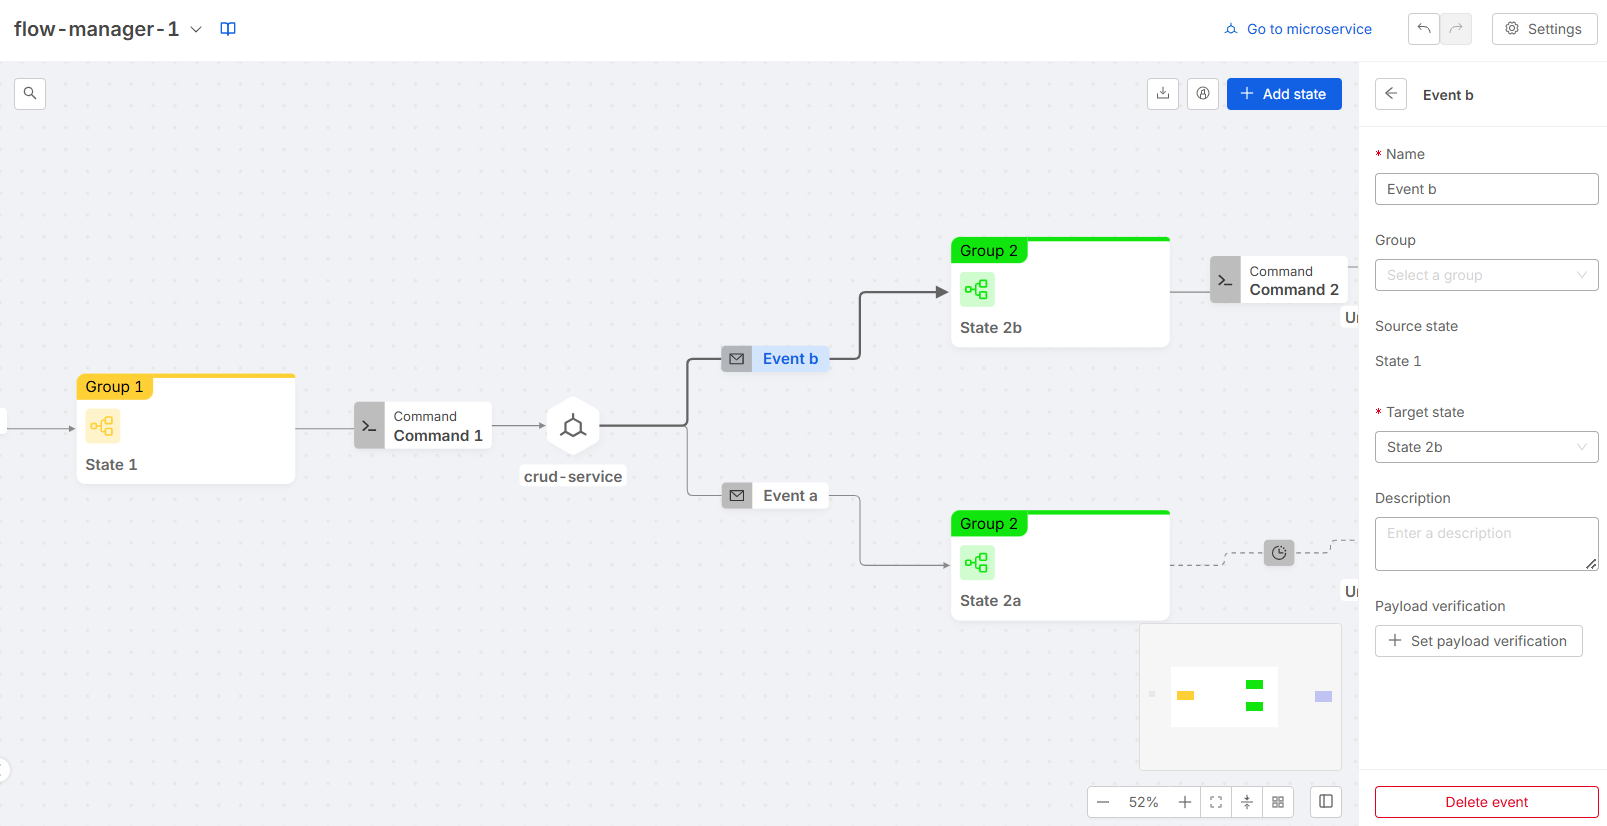 flow-manager-1
Go to microservice
Settings
Add state
Event b
* Name
Event b
Group
Select a group
Source state
State 1
* Target state
State 2b
Description
Enter a description
Payload verification
Set payload verification
Delete event
Group 1
State 1
Command
Command 1
crud-service
Event b
Event a
Group 2
State 2b
Command
Command 2
Group 2
State 2a
52%